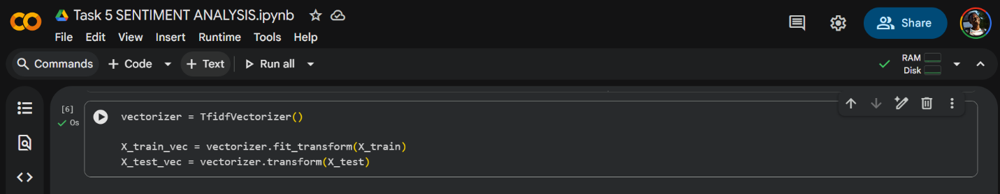 Task 5 SENTIMENT ANALYSIS.ipynb
File Edit View Insert Runtime Tools Help
Share
Commands + Code + Text Run all
RAM
Disk
[6]
0s
vectorizer = TfidfVectorizer()
X_train_vec = vectorizer.fit_transform(X_train)
X_test_vec = vectorizer.transform(X_test)